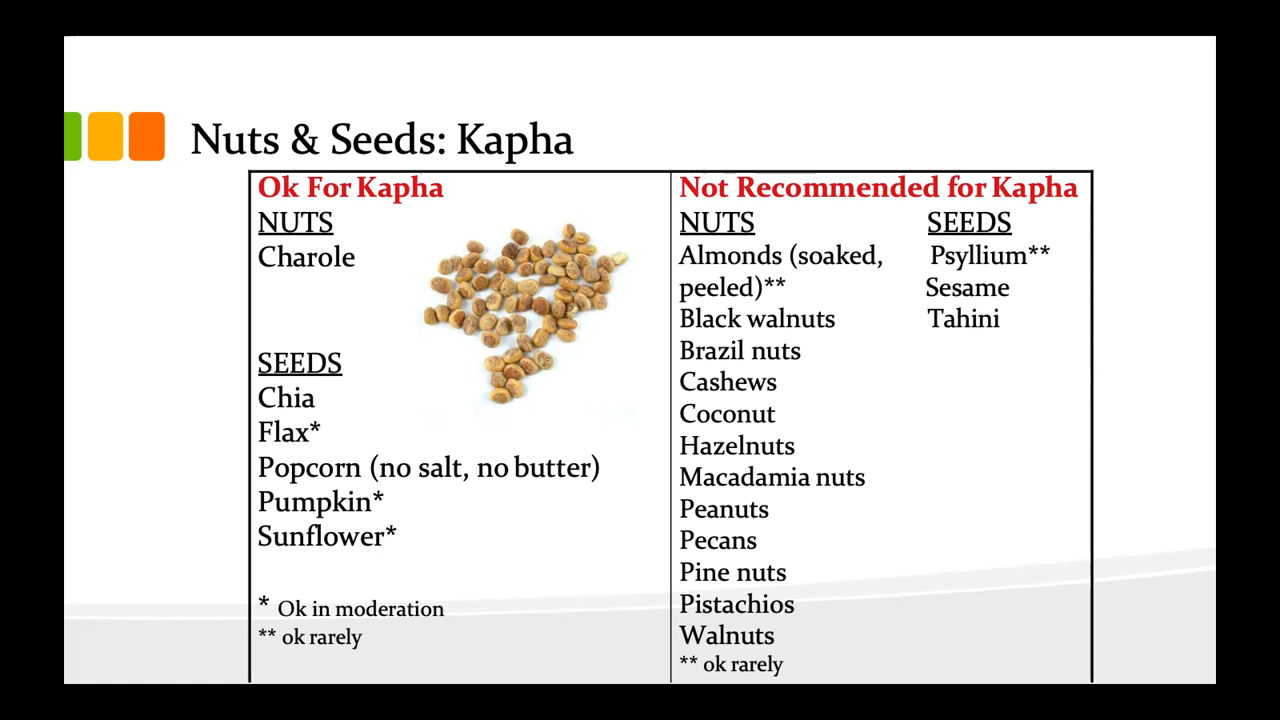 Nuts & Seeds: Kapha
Ok For Kapha
NUTS
Charole
SEEDS
Chia
Flax*
Popcorn (no salt, no butter)
Pumpkin*
Sunflower*
* Ok in moderation
** ok rarely
Not Recommended for Kapha
NUTS
Almonds (soaked,
peeled)**
Black walnuts
Brazil nuts
Cashews
Coconut
Hazelnuts
Macadamia nuts
Peanuts
Pecans
Pine nuts
Pistachios
Walnuts
** ok rarely
SEEDS
Psyllium**
Sesame
Tahini